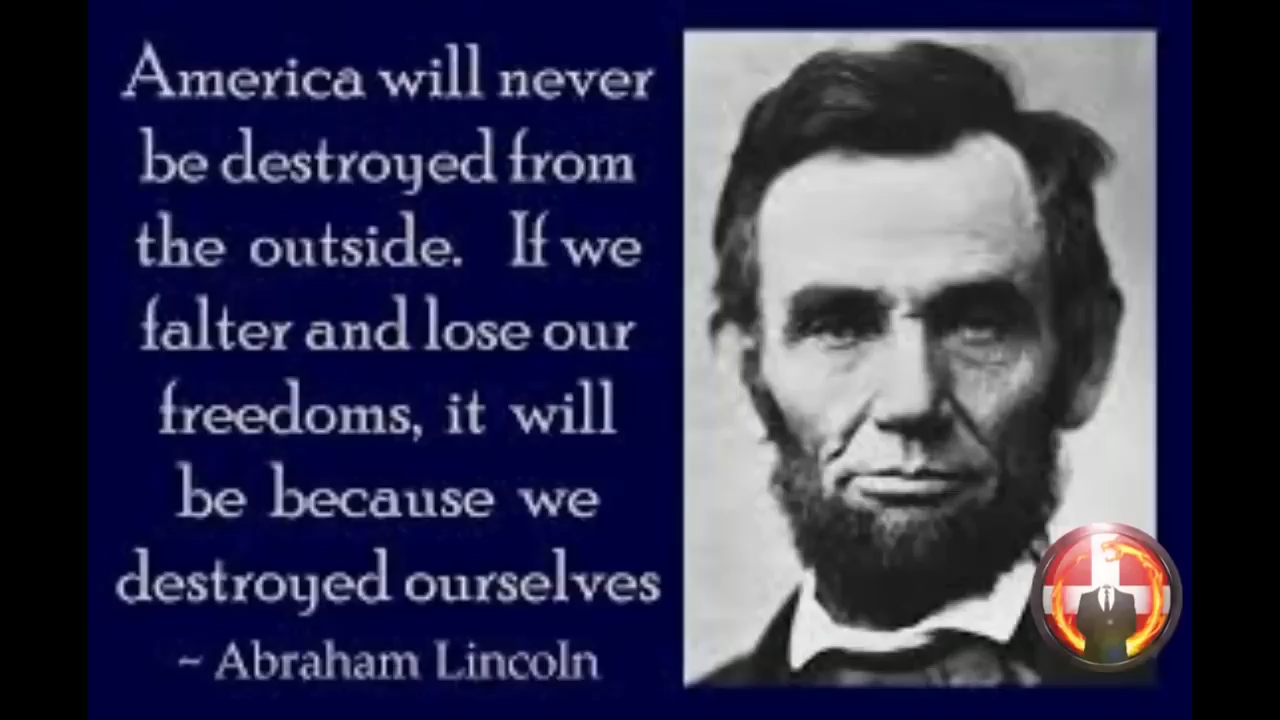 America will never
be destroyed from
the outside. If we
falter and lose our
freedoms, it will
be because we
destroyed ourselves
~ Abraham Lincoln